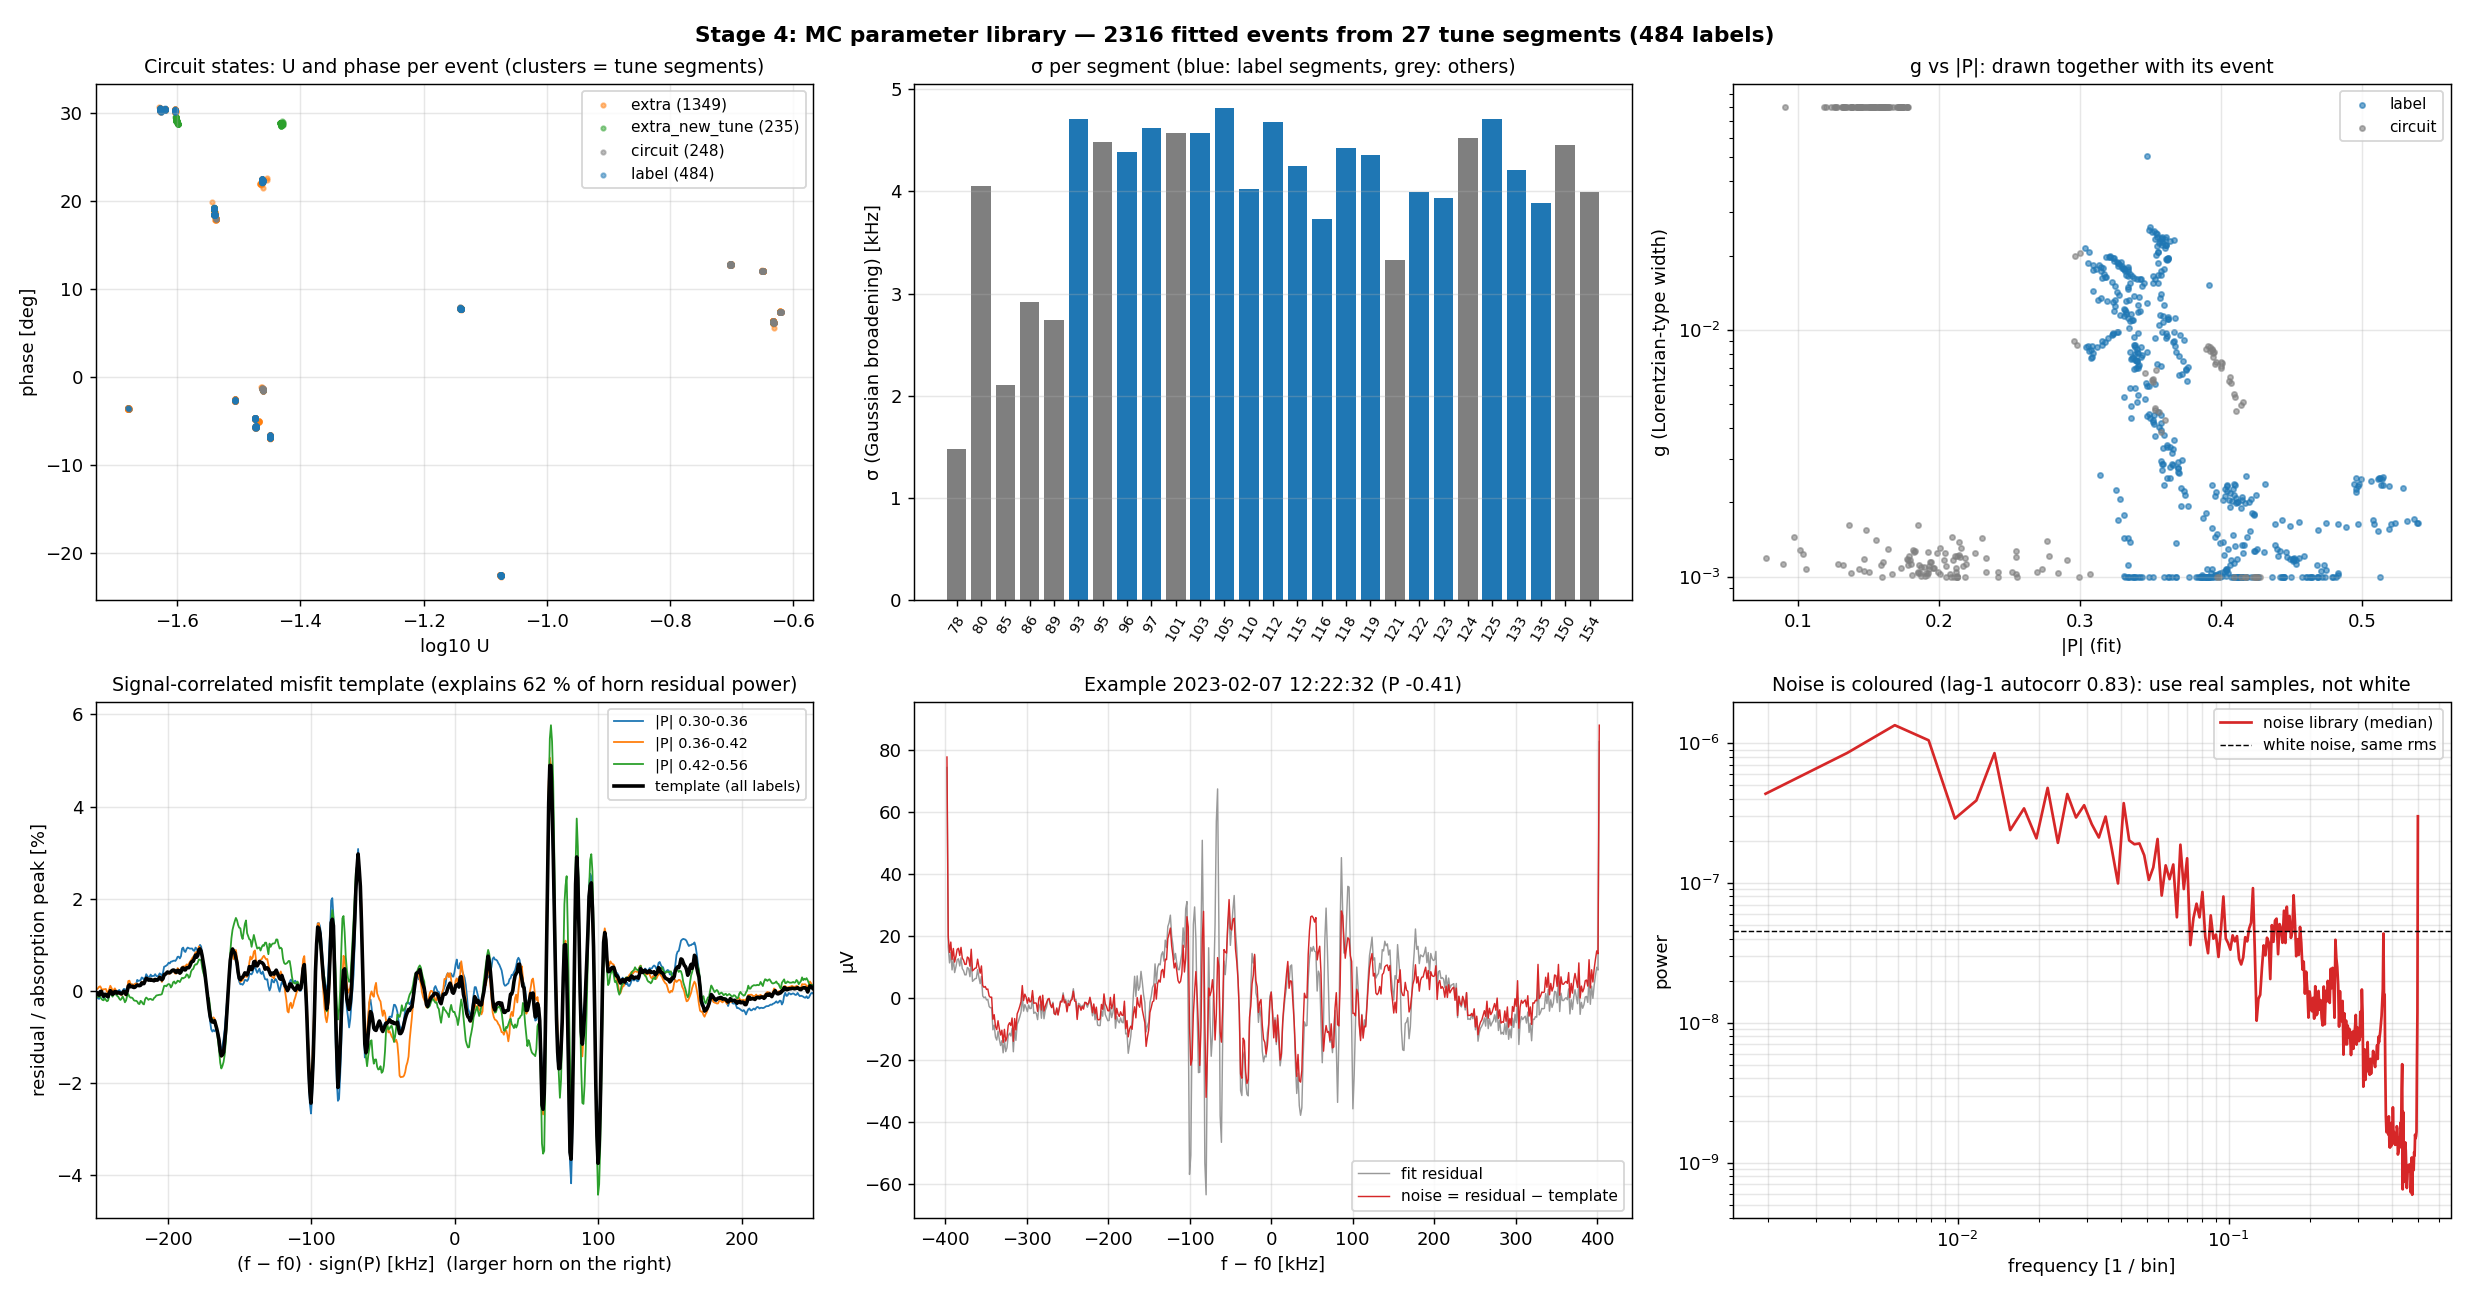 Stage 4: MC parameter library — 2316 fitted events from 27 tune segments (484 labels)
Circuit states: U and phase per event (clusters = tune segments)
phase [deg]
30
20
10
0
−10
−20
extra (1349)
extra_new_tune (235)
circuit (248)
label (484)
−1.6 −1.4 −1.2 −1.0 −0.8 −0.6
log10 U
σ per segment (blue: label segments, grey: others)
σ (Gaussian broadening) [kHz]
5
4
3
2
1
0
78 80 85 86 89 93 95 96 97 101 103 105 110 112 115 116 118 119 121 122 123 124 125 133 135 150 154
g vs |P|: drawn together with its event
g (Lorentzian-type width)
label
circuit
10−2
10−3
0.1 0.2 0.3 0.4 0.5
|P| (fit)
Signal-correlated misfit template (explains 62 % of horn residual power)
residual / absorption peak [%]
6
4
2
0
−2
−4
|P| 0.30-0.36
|P| 0.36-0.42
|P| 0.42-0.56
template (all labels)
−200 −100 0 100 200
(f − f0) · sign(P) [kHz]  (larger horn on the right)
Example 2023-02-07 12:22:32 (P -0.41)
µV
80
60
40
20
0
−20
−40
−60
fit residual
noise = residual − template
−400 −300 −200 −100 0 100 200 300 400
f − f0 [kHz]
Noise is coloured (lag-1 autocorr 0.83): use real samples, not white
power
noise library (median)
white noise, same rms
10−6
10−7
10−8
10−9
10−2 10−1
frequency [1 / bin]